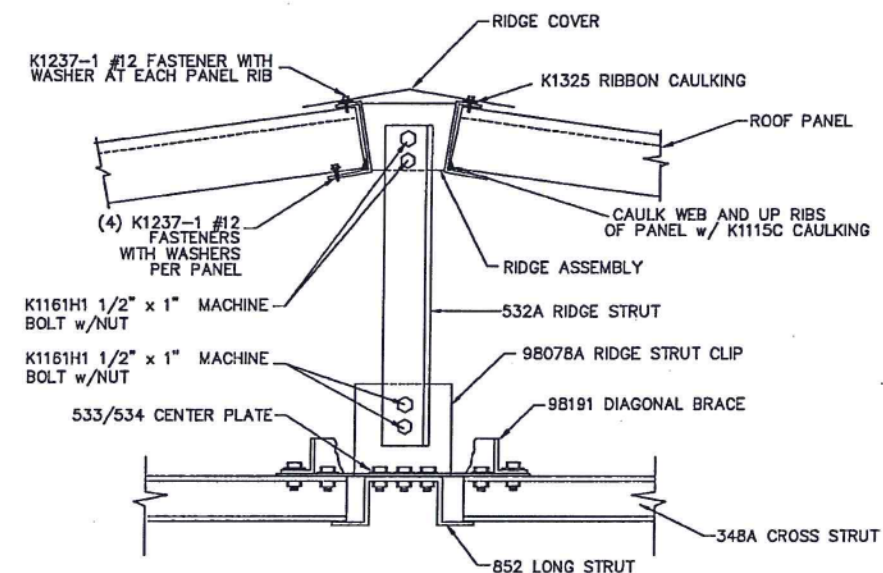 RIDGE COVER
K1237-1 #12 FASTENER WITH
WASHER AT EACH PANEL RIB
K1325 RIBBON CAULKING
ROOF PANEL
(4) K1237-1 #12
FASTENERS
WITH WASHERS
PER PANEL
CAULK WEB AND UP RIBS
OF PANEL w/ K1115C CAULKING
RIDGE ASSEMBLY
K1161H1 1/2" x 1" MACHINE
BOLT w/NUT
532A RIDGE STRUT
K1161H1 1/2" x 1" MACHINE
BOLT w/NUT
98078A RIDGE STRUT CLIP
533/534 CENTER PLATE
98191 DIAGONAL BRACE
348A CROSS STRUT
852 LONG STRUT